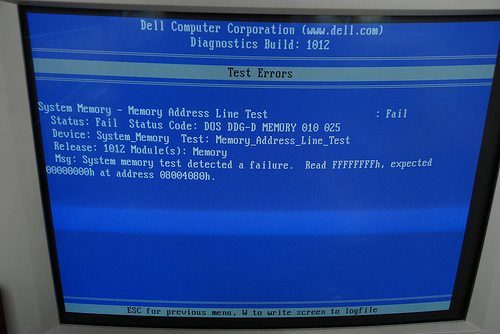 Dell Computer Corporation (www.dell.com)
Diagnostics Build: 1012
Test Errors
System Memory - Memory Address Line Test : Fail
Status: Fail Status Code: DOS DDG-D MEMORY 010 025
Device: System_Memory Test: Memory_Address_Line_Test
Release: 1012 Module(s): Memory
Msg: System memory test detected a failure. Read FFFFFFFFh, expected
00000000h at address 080040B0h.
ESC for previous menu, W to write screen to logfile